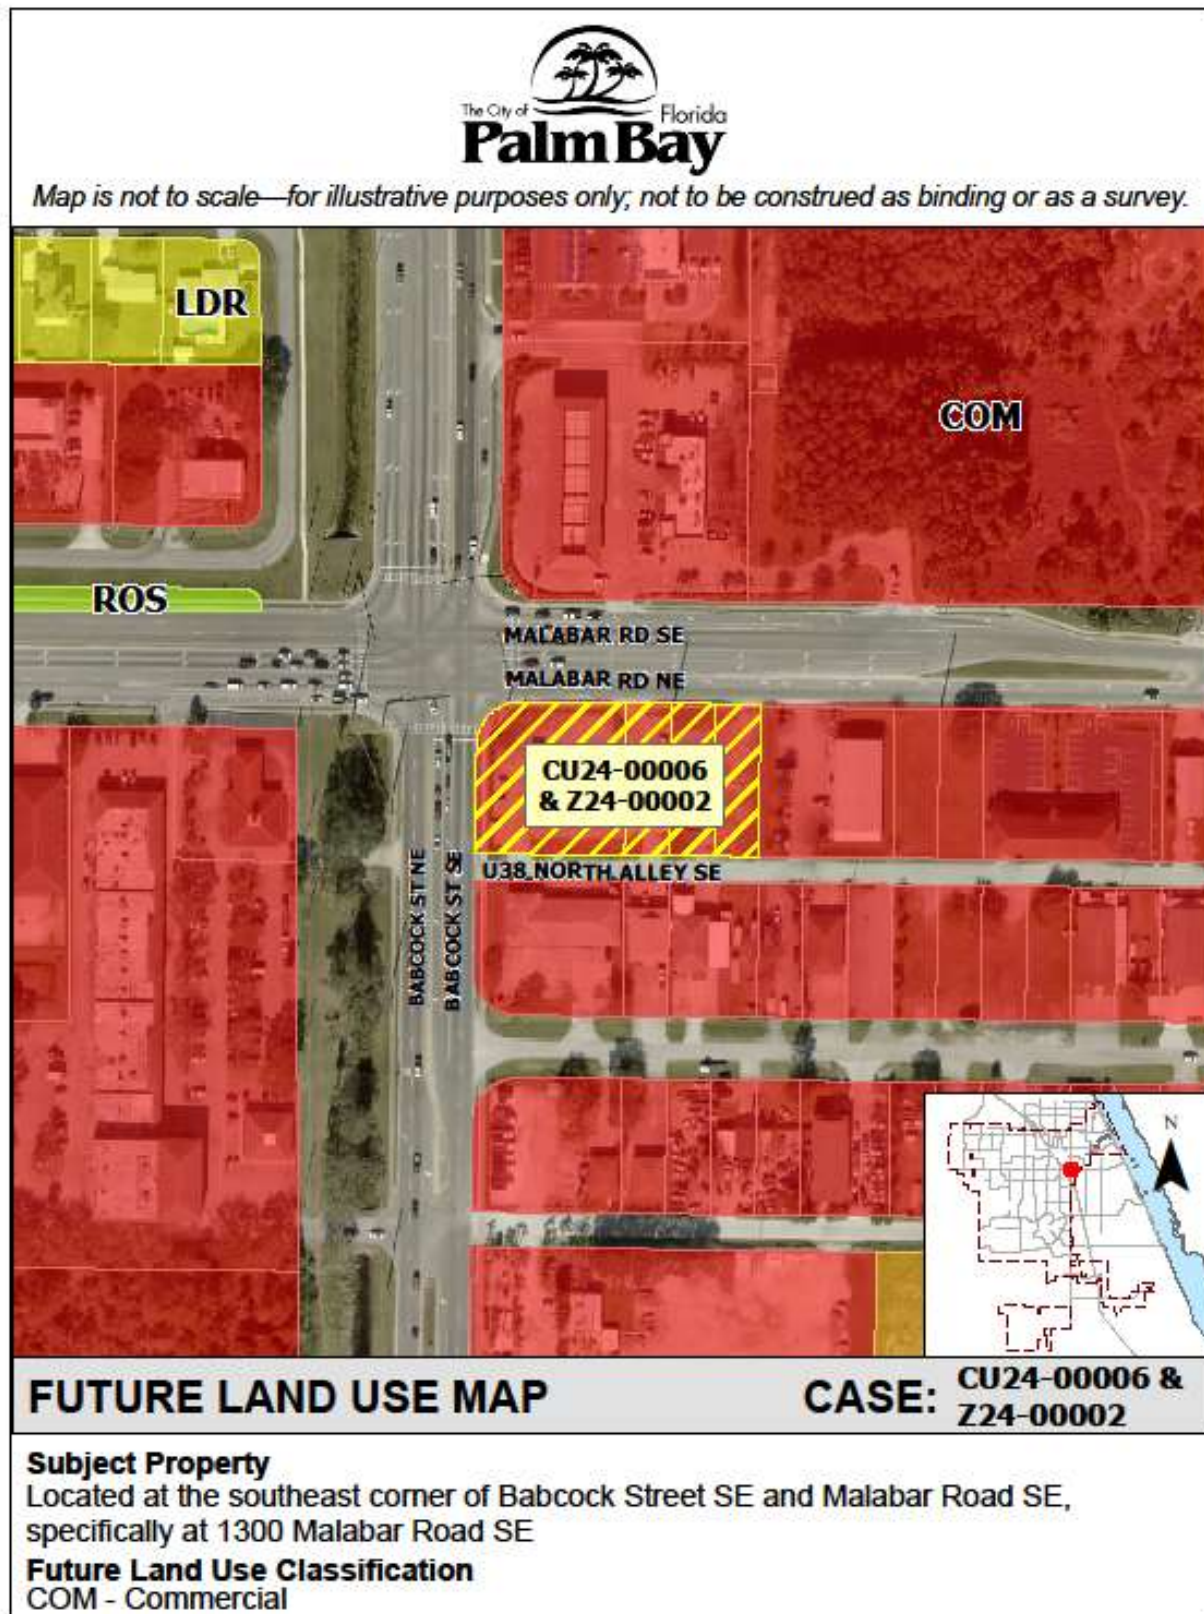 The City of Florida
Palm Bay
Map is not to scale—for illustrative purposes only; not to be construed as binding or as a survey.
LDR
COM
ROS
MALABAR RD SE
MALABAR RD NE
CU24-00006
& Z24-00002
U38 NORTH ALLEY SE
BABCOCK ST NE
BABCOCK ST SE
N
FUTURE LAND USE MAP
CASE: CU24-00006 &
Z24-00002
Subject Property
Located at the southeast corner of Babcock Street SE and Malabar Road SE,
specifically at 1300 Malabar Road SE
Future Land Use Classification
COM - Commercial